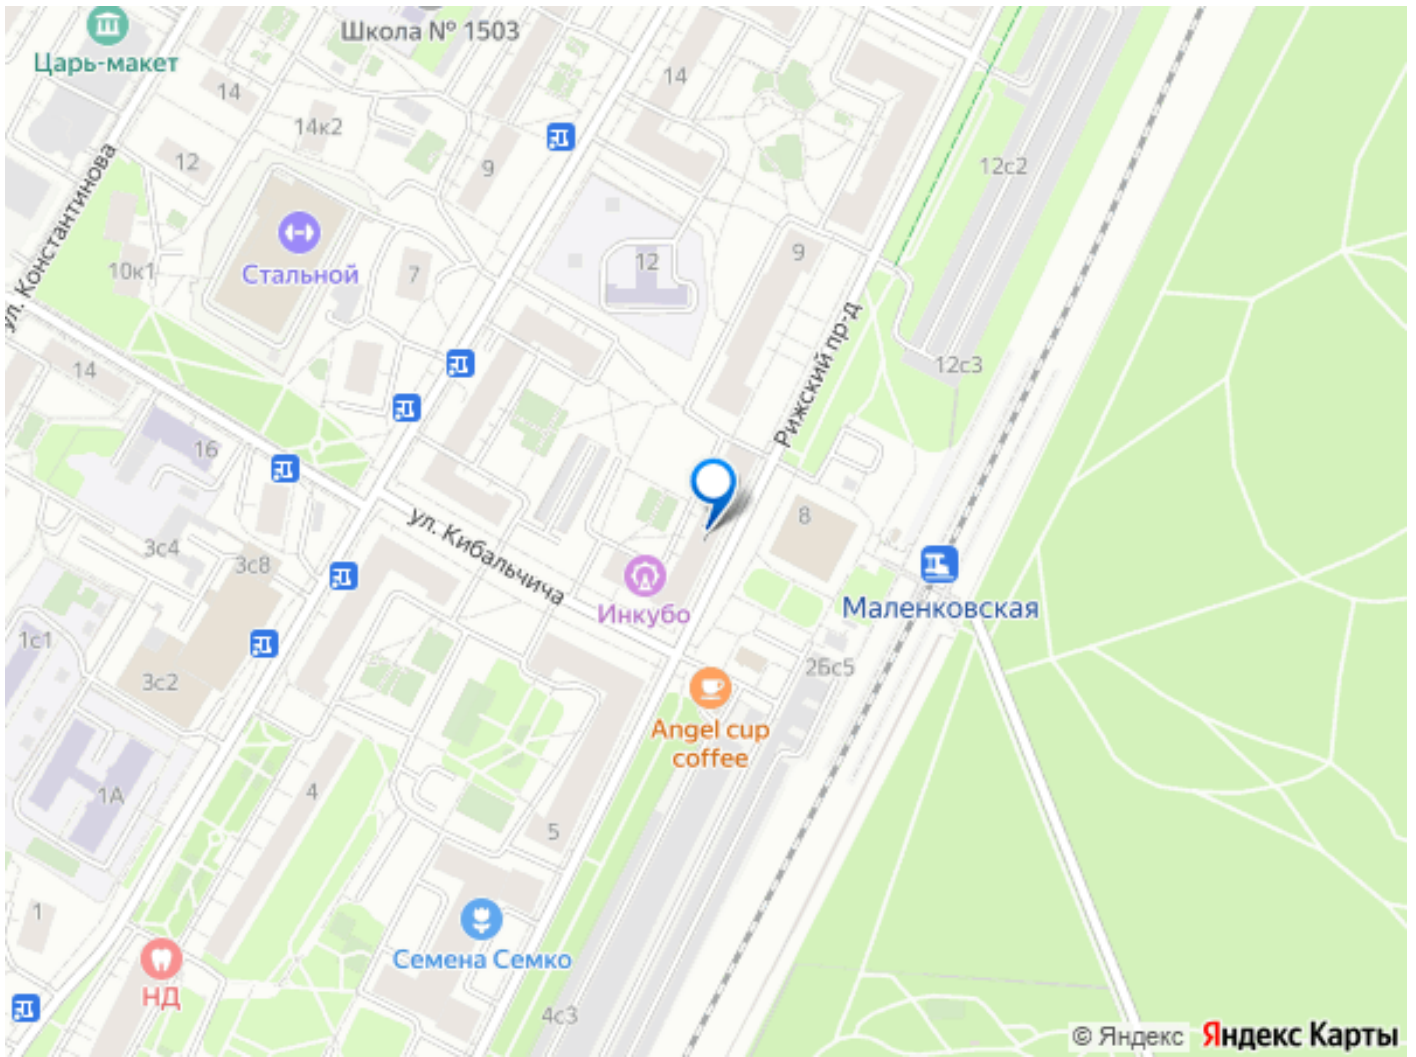 Школа № 1503
Царь-макет
14
14
14к2
12
9
12с2
ул. Константинова
10к1
Стальной
7
12
9
Рижский пр-д
12с3
14
16
ул. Кибальчича
8
3с4
3с8
Инкубо
Маленковская
1с1
3с2
2Бс5
Angel cup
coffee
1А
4
5
1
Семена Семко
НД
4с3
© Яндекс Яндекс Карты